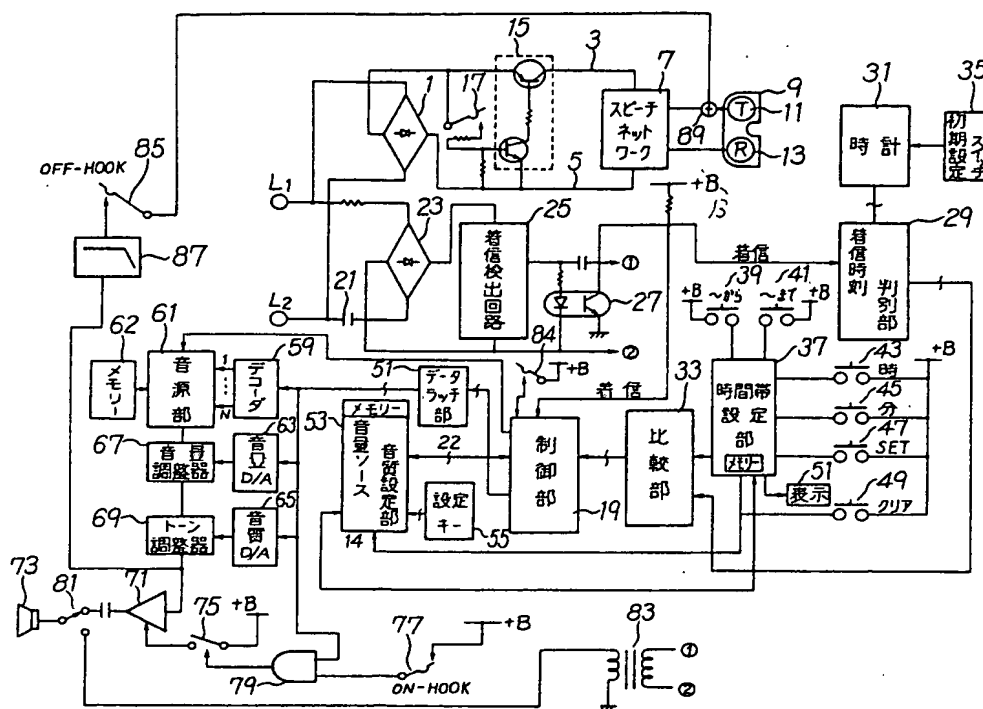 15
3
7
スピーチ
ネット
ワーク
89
T
9
11
R
13
31
時計
35
初期設定
スイッチ
1
17
5
OFF-HOOK
85
87
L1
L2
21
23
25
着信検出回路
+B
13
27
①
②
着信
39
~から
+B
41
~まで
+B
29
着信時刻
判別部
37
時間帯
設定
部
メモリー
43
時
+B
45
分
47
SET
51
表示
49
クリア
62
メモリー
61
音源部
1
N
59
デコーダ
51
データ
ラッチ
部
84
+B
着信
33
比較部
19
制御部
22
53
メモリー
音量ソース
音質設定部
14
設定
キー
55
67
音量
調整器
63
音量
D/A
69
トーン
調整器
65
音質
D/A
73
81
71
75
+B
79
77
ON-HOOK
+B
83
①
②